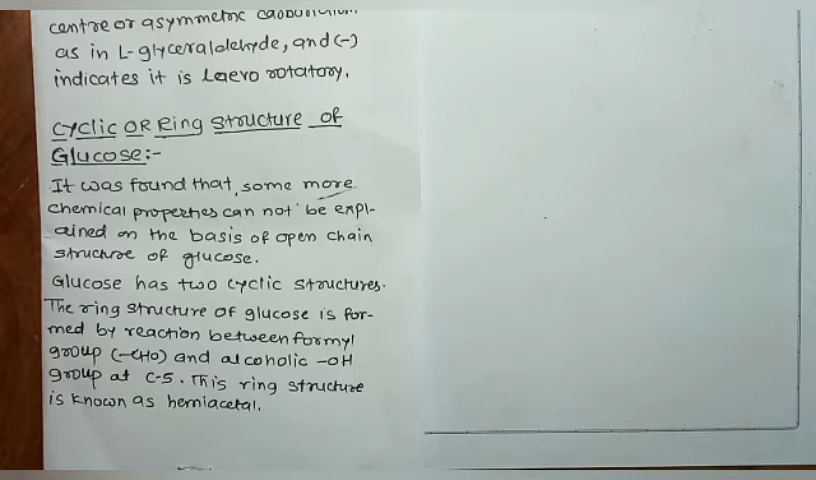 centre or asymmetric
as in L-glyceraldehyde, and (-)
indicates it is Laevo rotatory.
Cyclic OR Ring Structure of
Glucose:-
It was found that, some more
chemical properties can not be expl-
ained on the basis of open chain
structure of glucose.
Glucose has two cyclic structures.
The ring structure of glucose is for-
med by reaction between formyl
group (-CHO) and alcoholic -OH
group at C-5. This ring structure
is known as hemiacetal.